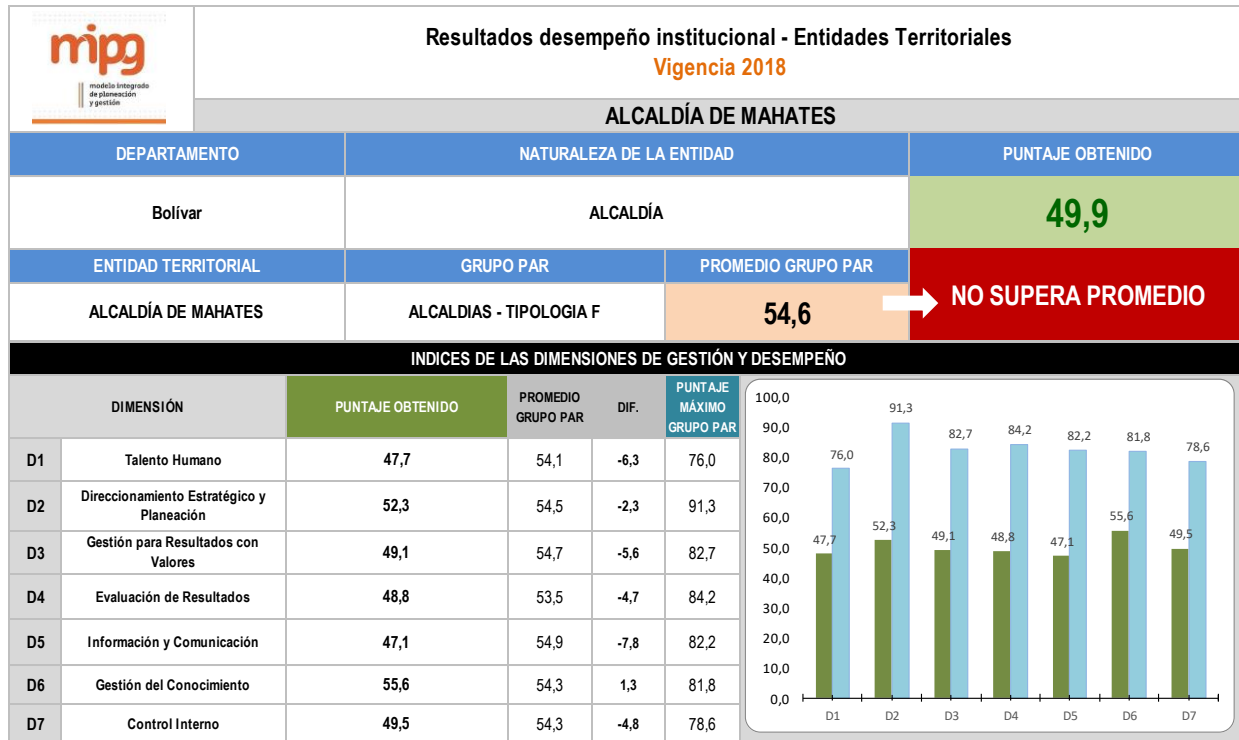 mipg
modelo integrado
de planeación
y gestión
Resultados desempeño institucional - Entidades Territoriales
Vigencia 2018
ALCALDÍA DE MAHATES
DEPARTAMENTO NATURALEZA DE LA ENTIDAD PUNTAJE OBTENIDO
Bolívar ALCALDÍA 49,9
ENTIDAD TERRITORIAL GRUPO PAR PROMEDIO GRUPO PAR
NO SUPERA PROMEDIO
ALCALDÍA DE MAHATES ALCALDIAS - TIPOLOGIA F 54,6
INDICES DE LAS DIMENSIONES DE GESTIÓN Y DESEMPEÑO
DIMENSIÓN PUNTAJE OBTENIDO PROMEDIO GRUPO PAR DIF. PUNTAJE MÁXIMO GRUPO PAR
D1 Talento Humano 47,7 54,1 -6,3 76,0
D2 Direccionamiento Estratégico y Planeación 52,3 54,5 -2,3 91,3
D3 Gestión para Resultados con Valores 49,1 54,7 -5,6 82,7
D4 Evaluación de Resultados 48,8 53,5 -4,7 84,2
D5 Información y Comunicación 47,1 54,9 -7,8 82,2
D6 Gestión del Conocimiento 55,6 54,3 1,3 81,8
D7 Control Interno 49,5 54,3 -4,8 78,6
100,0
90,0
80,0
70,0
60,0
50,0
40,0
30,0
20,0
10,0
0,0
47,7 52,3 49,1 48,8 47,1 55,6 49,5
76,0 91,3 82,7 84,2 82,2 81,8 78,6
D1 D2 D3 D4 D5 D6 D7